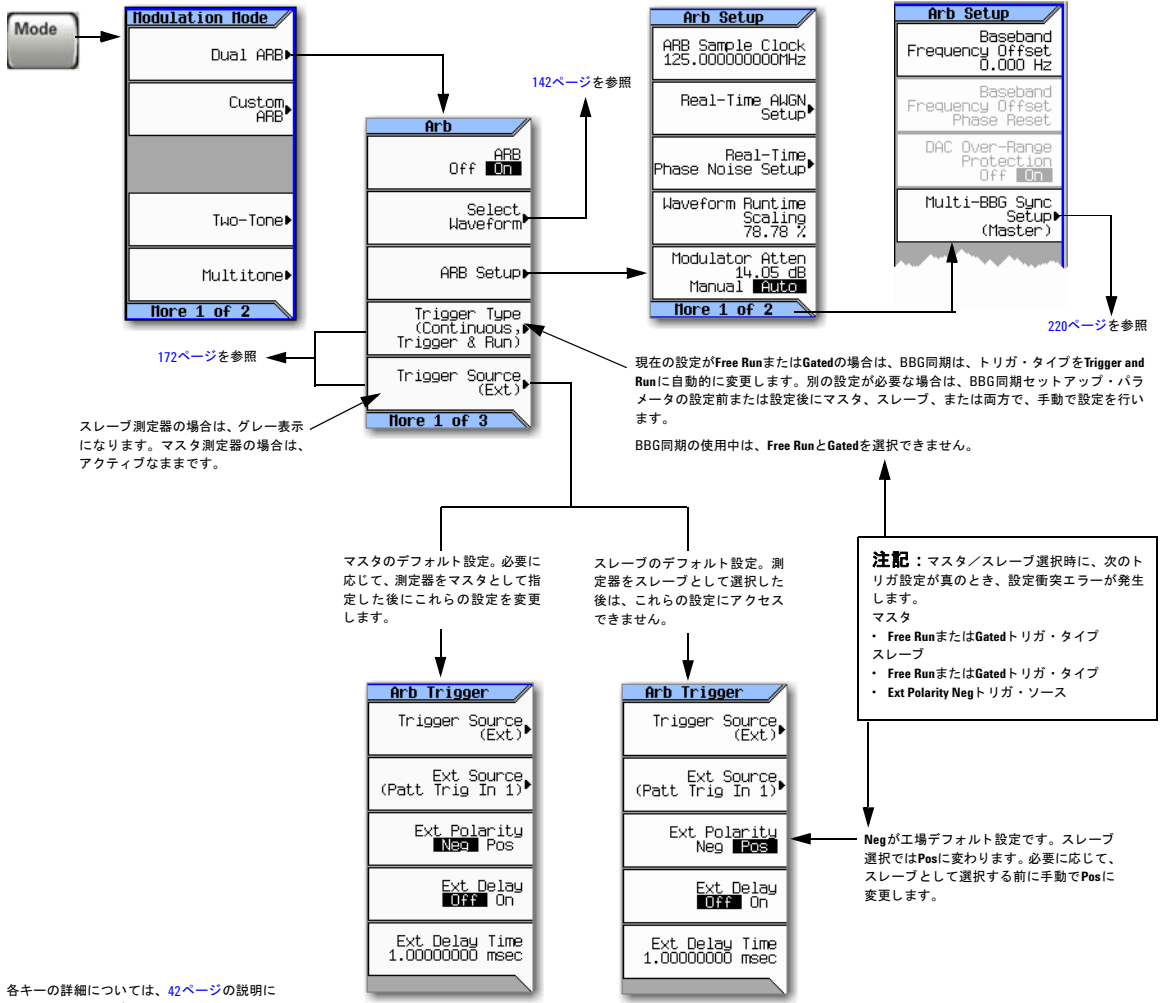 Mode
Modulation Mode
Dual ARB
Custom
ARB
Two-Tone
Multitone
More 1 of 2
Arb
ARB
Off On
Select
Waveform
ARB Setup
Trigger Type
(Continuous,
Trigger & Run)
Trigger Source
(Ext)
More 1 of 3
142ページを参照
Arb Setup
ARB Sample Clock
125.000000000MHz
Real-Time AWGN
Setup
Real-Time
Phase Noise Setup
Waveform Runtime
Scaling
78.78 %
Modulator Atten
14.05 dB
Manual Auto
More 1 of 2
Arb Setup
Baseband
Frequency Offset
0.000 Hz
Baseband
Frequency Offset
Phase Reset
DAC Over-Range
Protection
Off On
Multi-BBG Sync
Setup
(Master)
220ページを参照
172ページを参照
スレーブ測定器の場合は、グレー表示
になります。マスタ測定器の場合は、
アクティブなままです。
現在の設定がFree RunまたはGatedの場合は、BBG同期は、トリガ・タイプをTrigger and
Runに自動的に変更します。別の設定が必要な場合は、BBG同期セットアップ・パラ
メータの設定前または設定後にマスタ、スレーブ、または両方で、手動で設定を行い
ます。
BBG同期の使用中は、Free RunとGatedを選択できません。
マスタのデフォルト設定。必要に
応じて、測定器をマスタとして指
定した後にこれらの設定を変更
します。
スレーブのデフォルト設定。測
定器をスレーブとして選択した
後は、これらの設定にアクセス
できません。
注記：マスタ／スレーブ選択時に、次のト
リガ設定が真のとき、設定衝突エラーが発生
します。
マスタ
・ Free RunまたはGatedトリガ・タイプ
スレーブ
・ Free RunまたはGatedトリガ・タイプ
・ Ext Polarity Negトリガ・ソース
Arb Trigger
Trigger Source
(Ext)
Ext Source
(Patt Trig In 1)
Ext Polarity
Neg Pos
Ext Delay
Off On
Ext Delay Time
1.00000000 msec
Arb Trigger
Trigger Source
(Ext)
Ext Source
(Patt Trig In 1)
Ext Polarity
Neg Pos
Ext Delay
Off On
Ext Delay Time
1.00000000 msec
Negが工場デフォルト設定です。スレーブ
選択ではPosに変わります。必要に応じて、
スレーブとして選択する前に手動でPosに
変更します。
各キーの詳細については、42ページの説明に